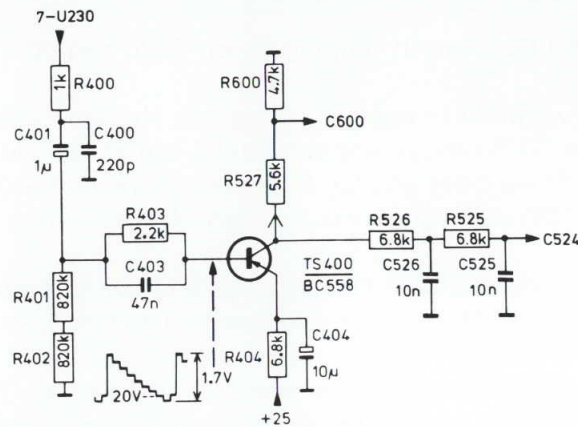 7-U230
1k
R400
C401
C400
1µ
220p
R600
4.7k
C600
R527
5.6k
R403
2.2k
C403
47n
R401
820k
R402
820k
TS400
BC558
R526
6.8k
R525
6.8k
C524
C526
10n
C525
10n
R404
6.8k
C404
10µ
1.7V
20V--
+25